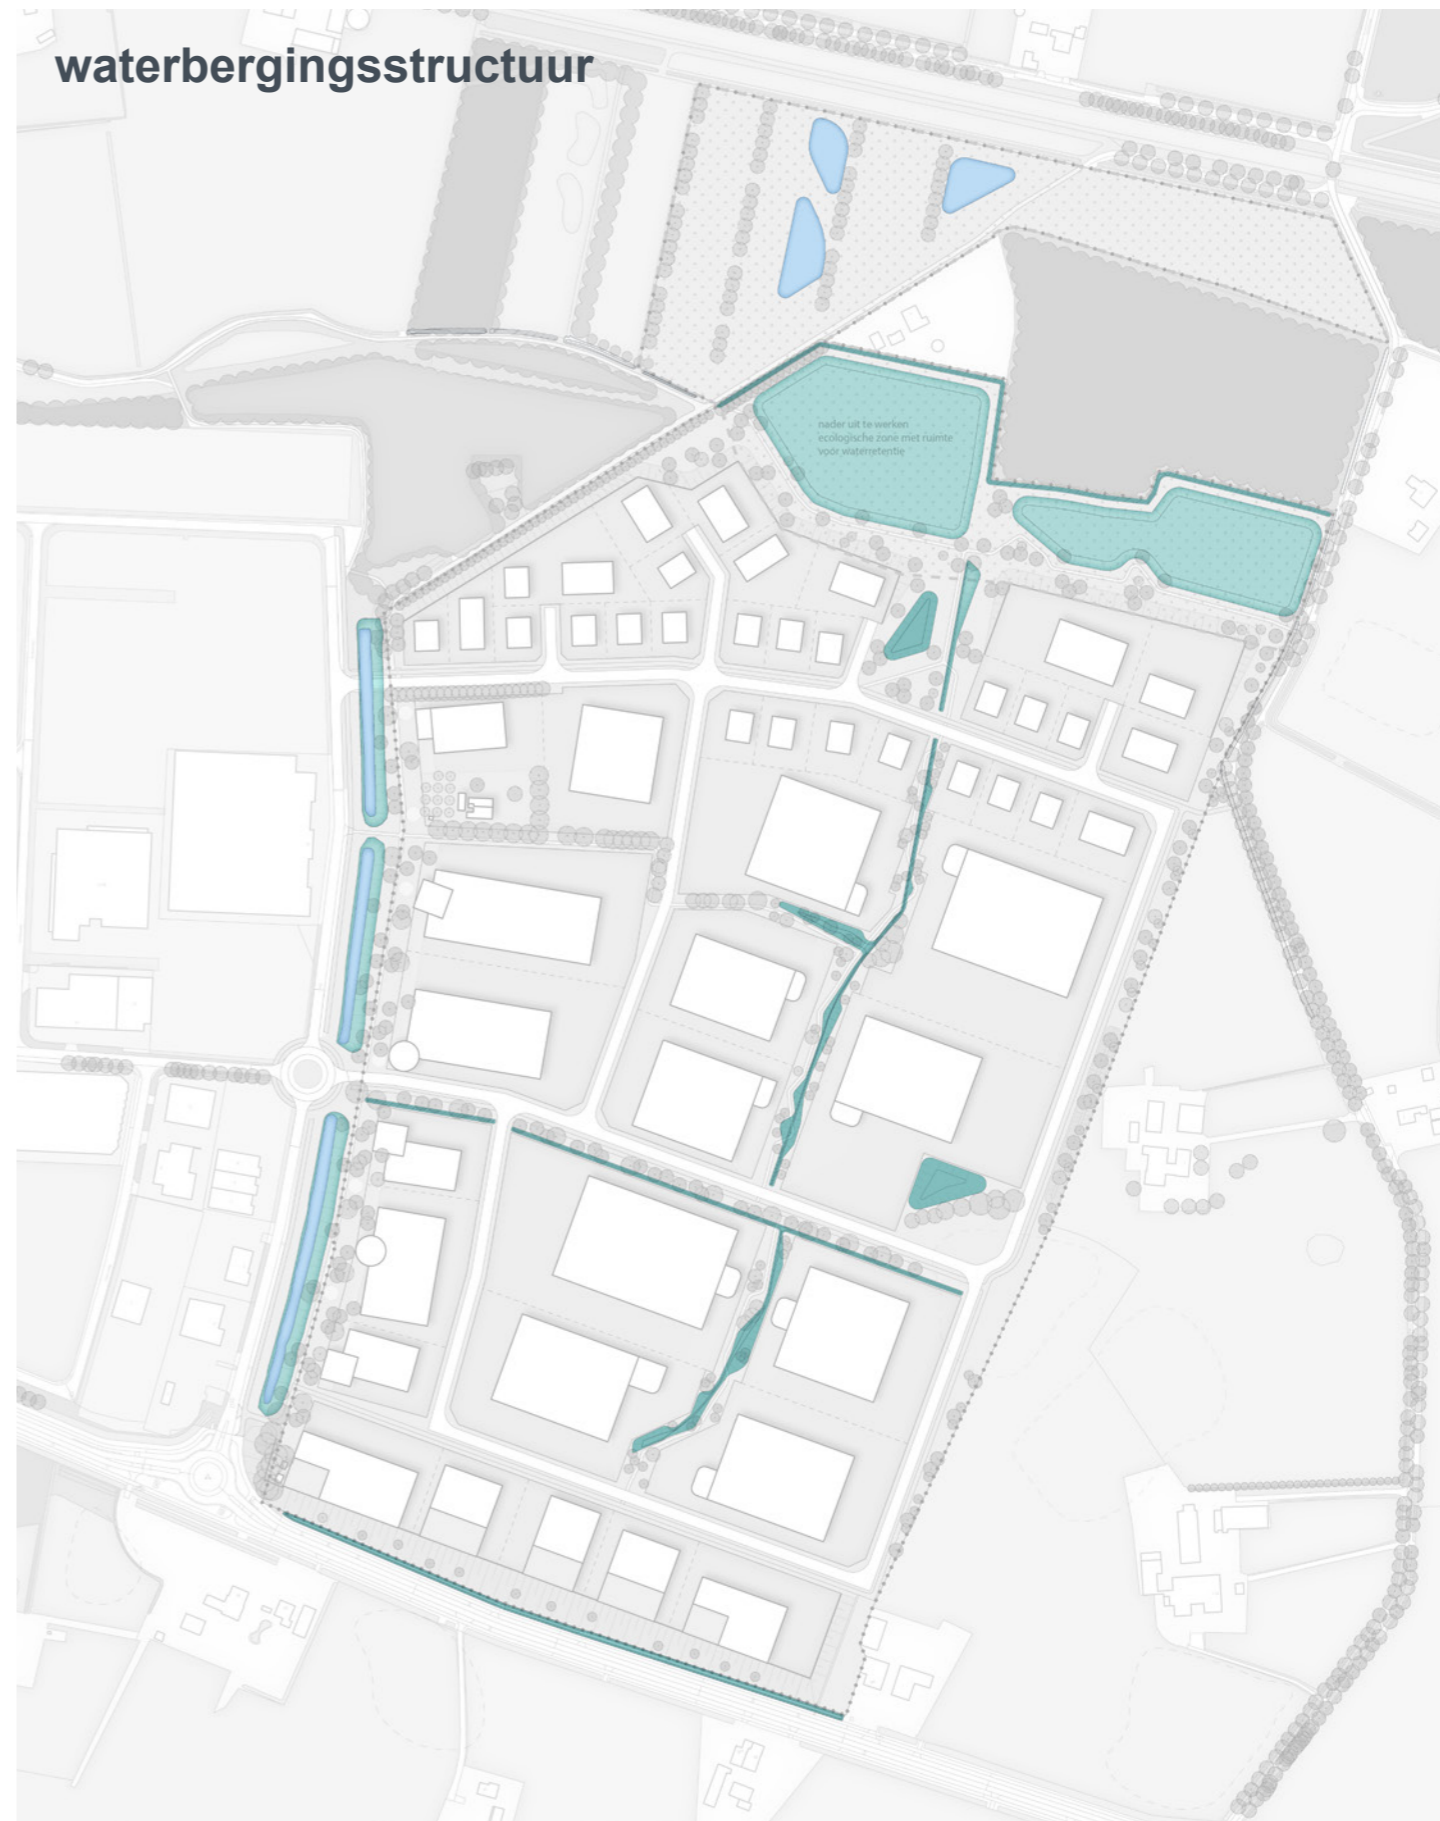 waterbergingsstructuur
nader uit te werken
ecologische zone met ruimte
voor waterretentie